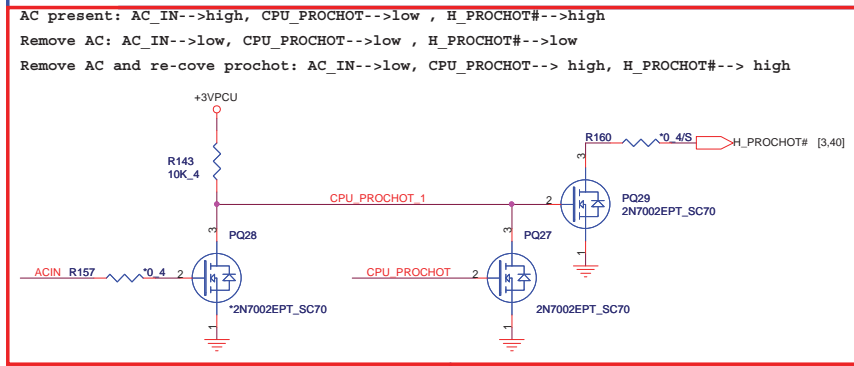 AC present: AC_IN-->high, CPU_PROCHOT-->low , H_PROCHOT#-->high
Remove AC: AC_IN-->low, CPU_PROCHOT-->low , H_PROCHOT#-->low
Remove AC and re-cove prochot: AC_IN-->low, CPU_PROCHOT--> high, H_PROCHOT#--> high
+3VPCU
R160 *0_4/S H_PROCHOT# [3,40]
R143
10K_4
3
CPU_PROCHOT_1
2
PQ29
2N7002EPT_SC70
3
PQ28
3
PQ27
1
ACIN R157 *0_4 2
CPU_PROCHOT 2
*2N7002EPT_SC70
2N7002EPT_SC70
1
1